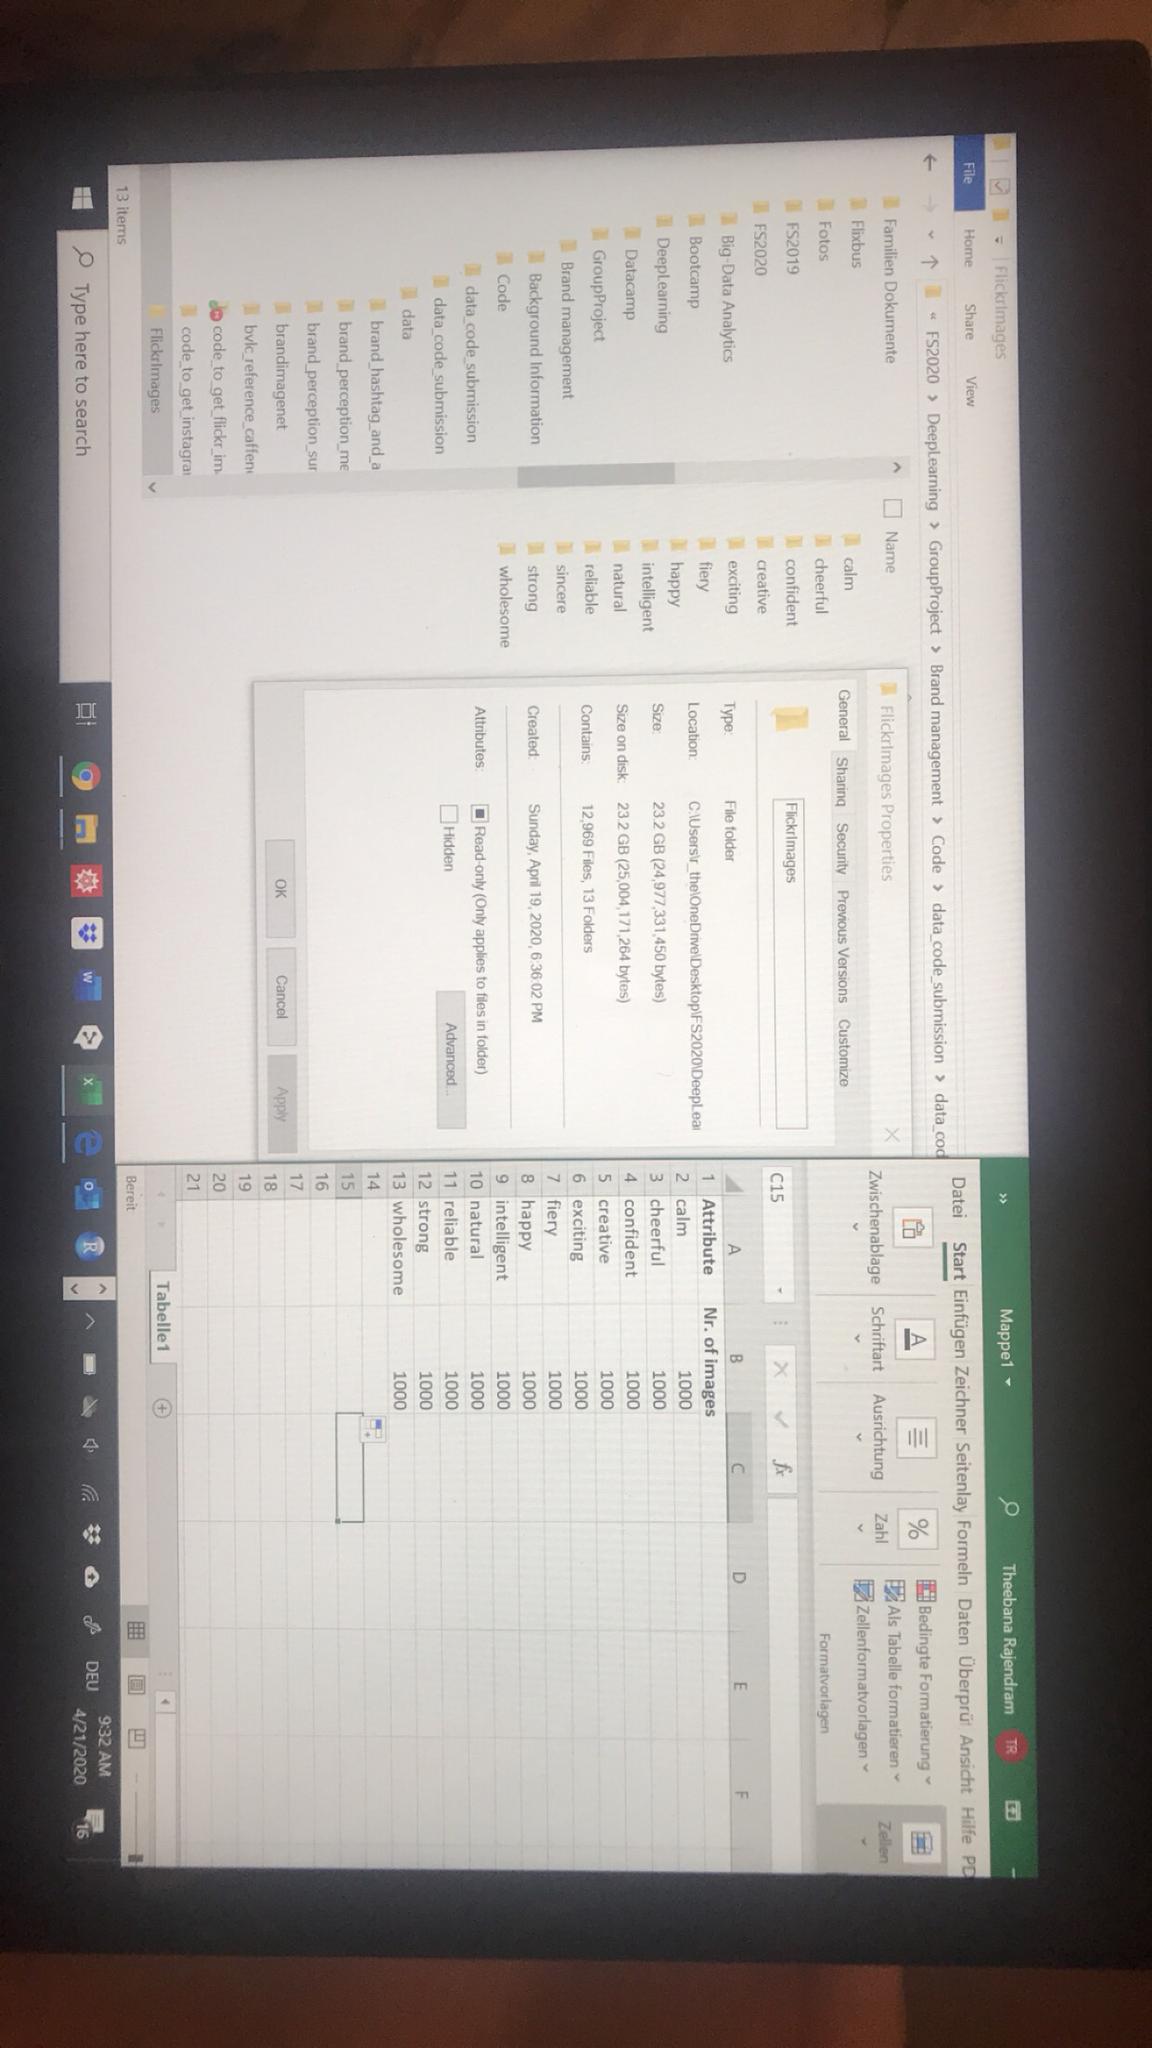 FlickrImages
File Home Share View
« FS2020 > DeepLearning > GroupProject > Brand management > Code > data_code_submission > data_cod
Familien Dokumente
Flixbus
Fotos
FS2019
FS2020
Big-Data Analytics
Bootcamp
DeepLearning
Datacamp
GroupProject
Brand management
Background Information
Code
data_code_submission
data_code_submission
data
brand_hashtag_and_a
brand_perception_me
brand_perception_sur
brandimagenet
bvlc_reference_caffen
code_to_get_flickr_im
code_to_get_instagra
FlickrImages
13 items
Name
calm
cheerful
confident
creative
exciting
fiery
happy
intelligent
natural
reliable
sincere
strong
wholesome
FlickrImages Properties
General Sharing Security Previous Versions Customize
FlickrImages
Type: File folder
Location: C:\Users\r_the\OneDrive\Desktop\FS2020\DeepLear
Size: 23.2 GB (24,977,331,450 bytes)
Size on disk: 23.2 GB (25,004,171,264 bytes)
Contains: 12,969 Files, 13 Folders
Created: Sunday, April 19, 2020, 6:36:02 PM
Attributes: Read-only (Only applies to files in folder)
Hidden Advanced...
OK Cancel Apply
» Mappe1 Theebana Rajendram TR
Datei Start Einfügen Zeichner Seitenlay Formeln Daten Überprü Ansicht Hilfe PD
Zwischenablage Schriftart Ausrichtung Zahl Zellen
Bedingte Formatierung
Als Tabelle formatieren
Zellenformatvorlagen
Formatvorlagen
C15 fx
A B C D E F
1 Attribute Nr. of images
2 calm 1000
3 cheerful 1000
4 confident 1000
5 creative 1000
6 exciting 1000
7 fiery 1000
8 happy 1000
9 intelligent 1000
10 natural 1000
11 reliable 1000
12 strong 1000
13 wholesome 1000
14
15
16
17
18
19
20
21
Tabelle1
Bereit
Type here to search
DEU
9:32 AM
4/21/2020
16